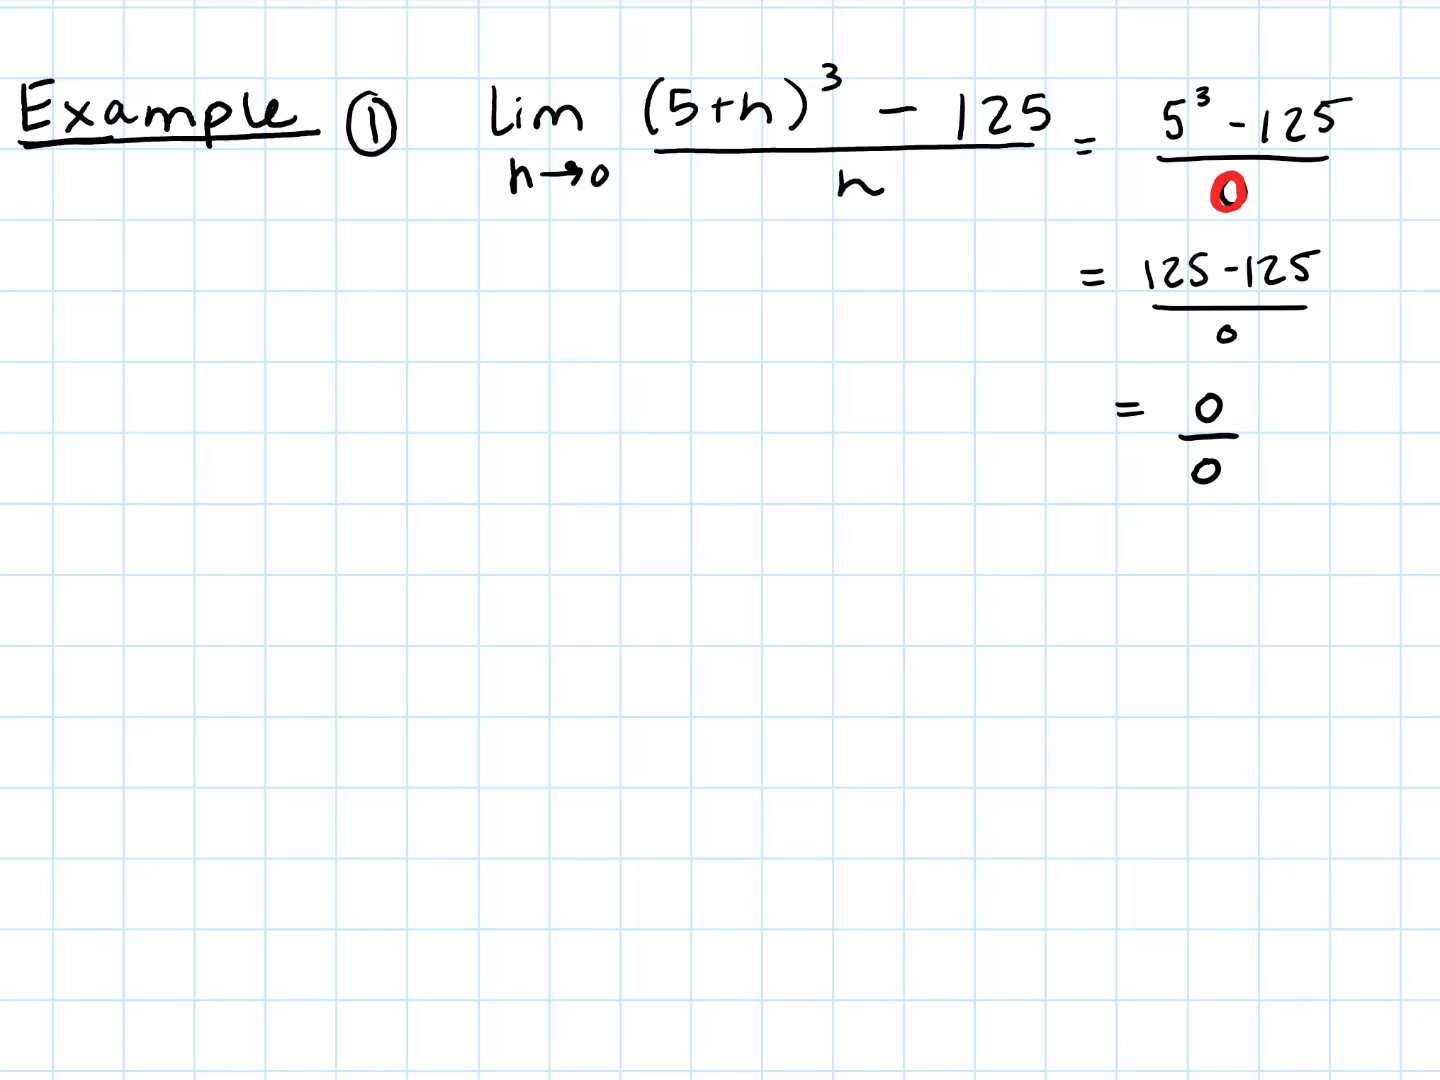 Example ① Lim h→0 ((5+h)³ - 125)/h = (5³ - 125)/0
= (125 - 125)/0
= 0/0